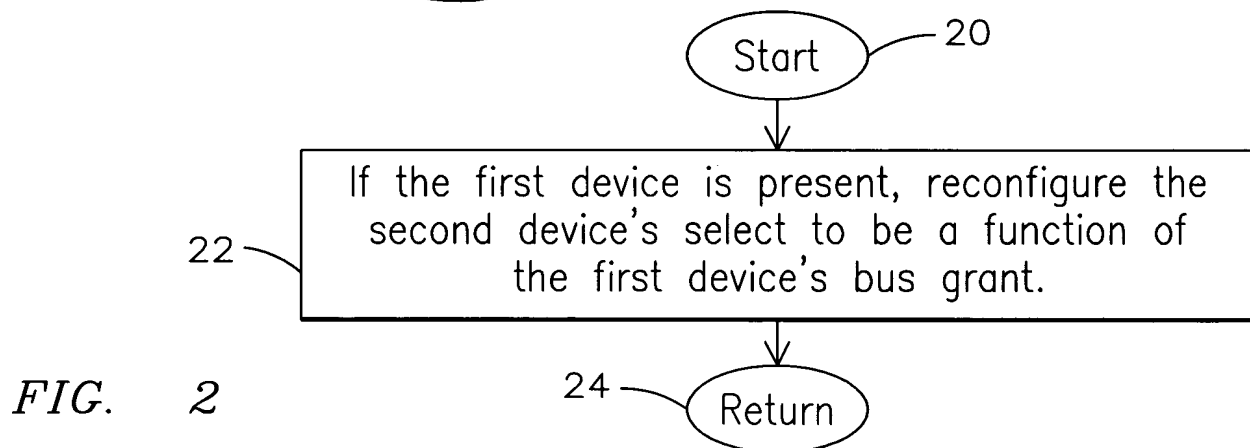 Start
20
If the first device is present, reconfigure the
second device's select to be a function of
the first device's bus grant.
22
24
Return
FIG. 2